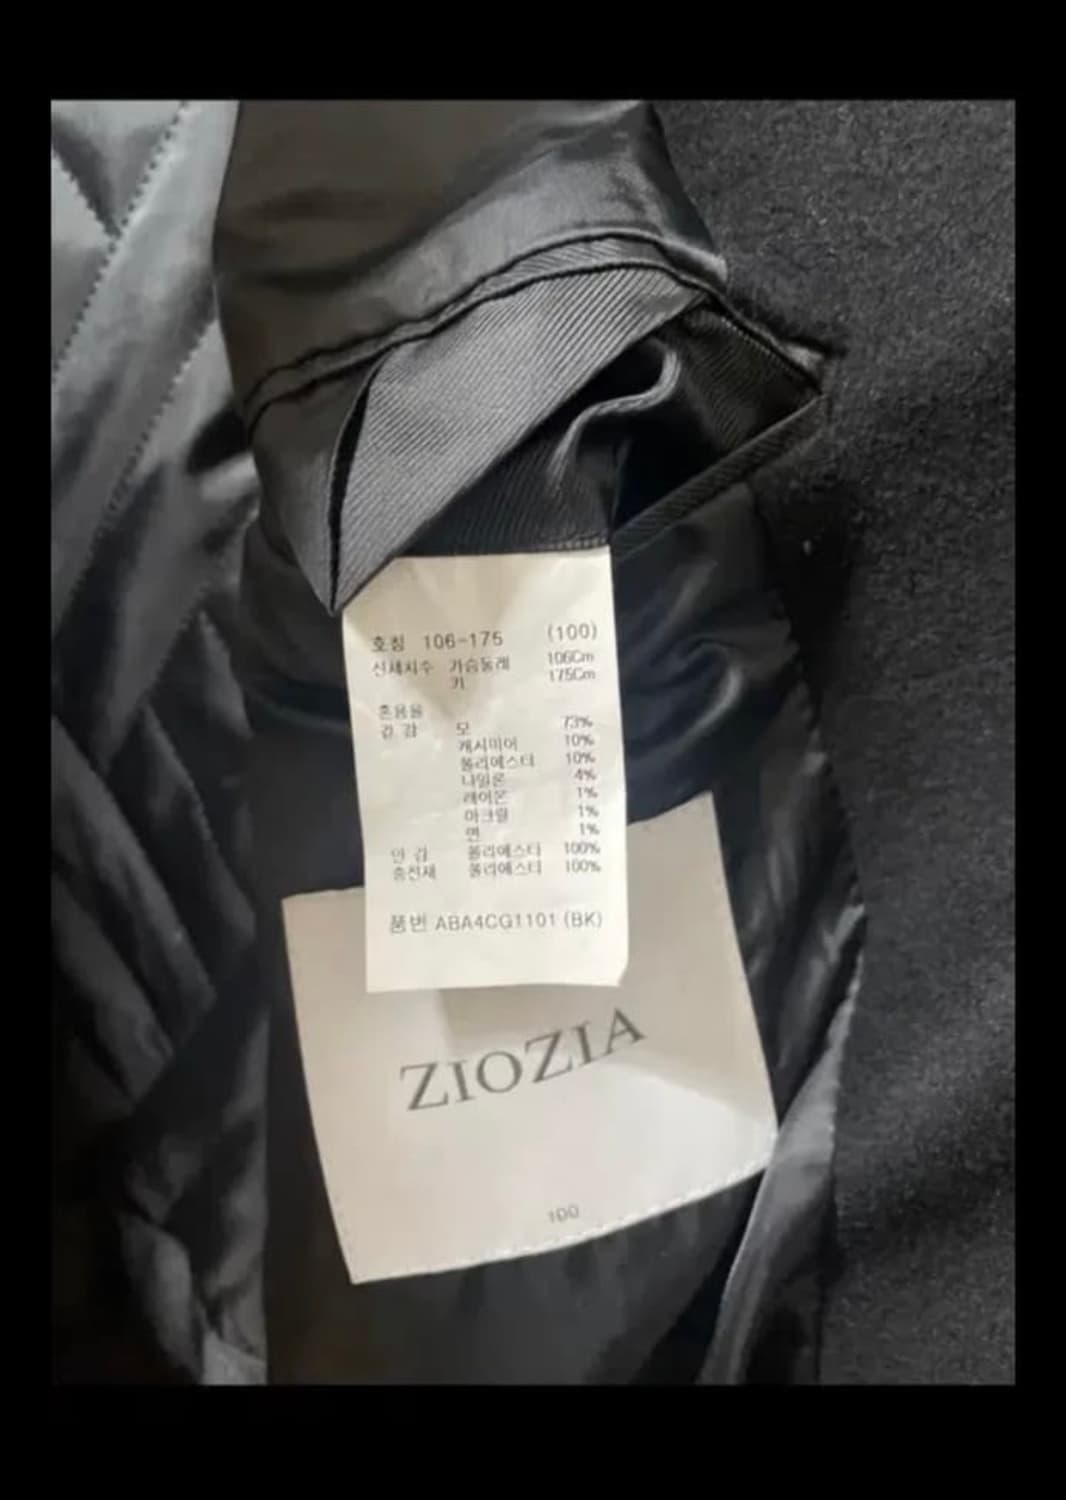 호칭 106-175 (100)
신체치수 가슴둘레 106Cm
키 175Cm
혼용율
겉감 모 73%
캐시미어 10%
폴리에스터 10%
나일론 4%
레이온 1%
아크릴 1%
면 1%
안감 폴리에스터 100%
충전재 폴리에스터 100%
품번 ABA4CG1101 (BK)
ZIOZIA
100